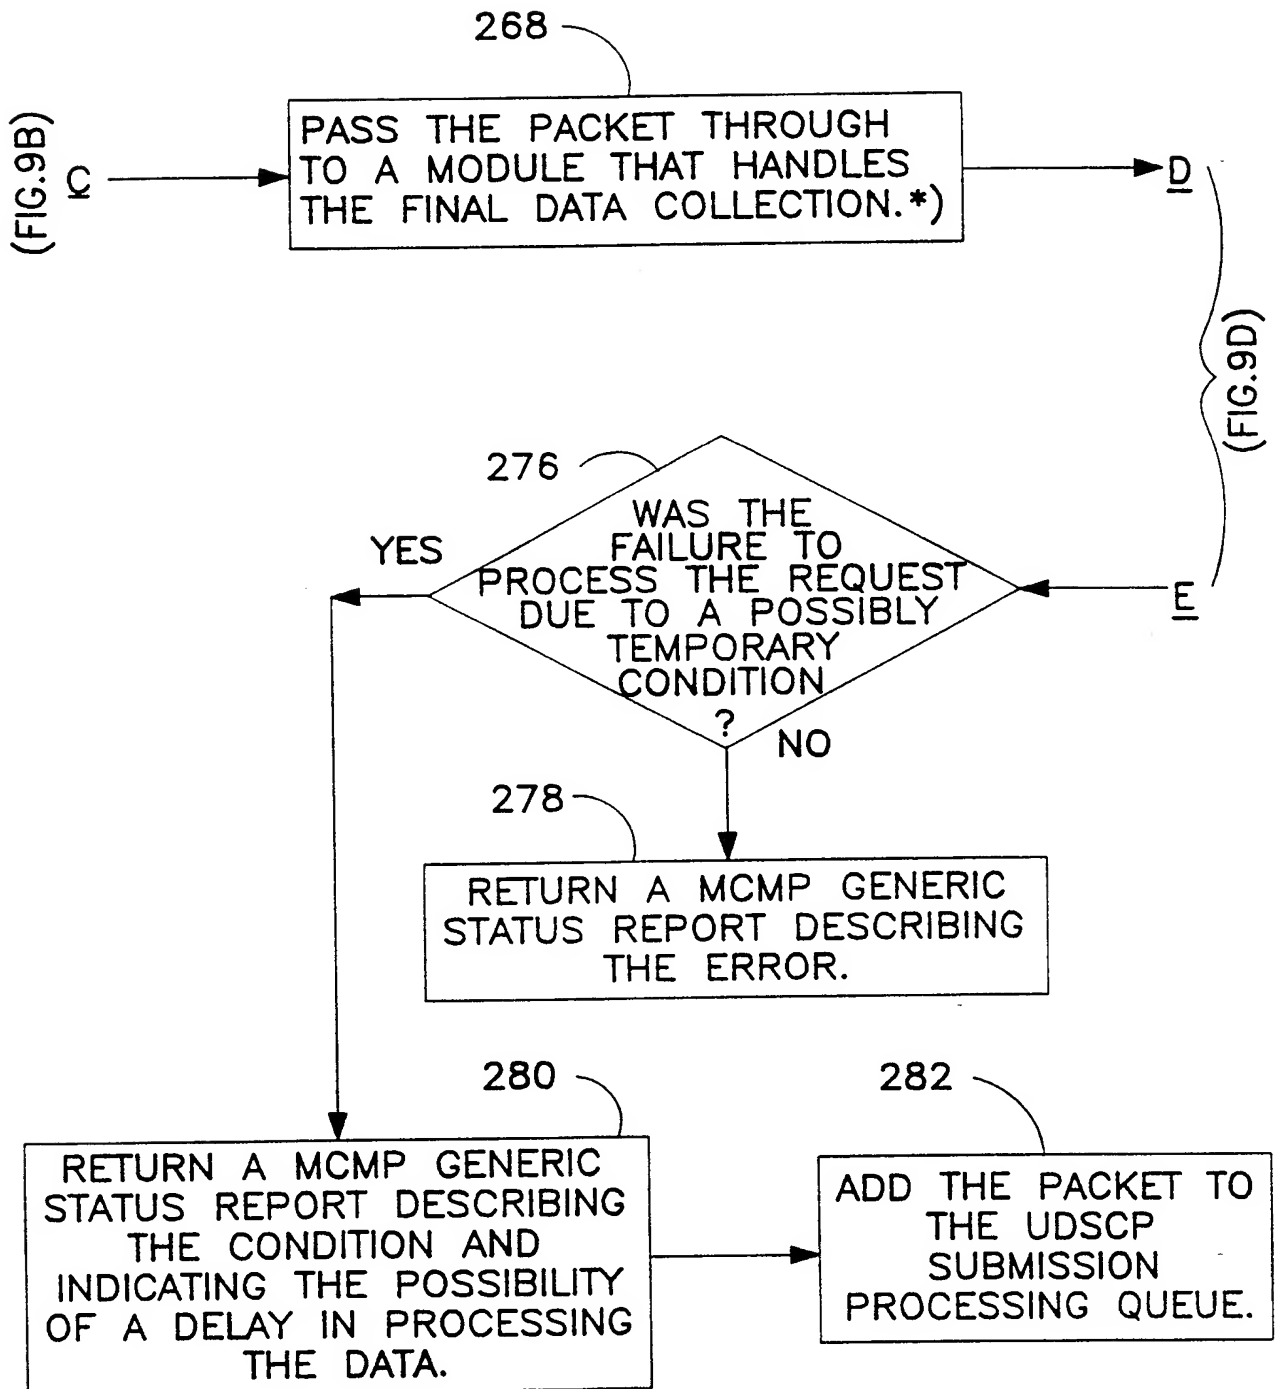 268
(FIG.9B)
C
PASS THE PACKET THROUGH
TO A MODULE THAT HANDLES
THE FINAL DATA COLLECTION.*)
D
(FIG.9D)
276
YES
WAS THE
FAILURE TO
PROCESS THE REQUEST
DUE TO A POSSIBLY
TEMPORARY
CONDITION
?
E
NO
278
RETURN A MCMP GENERIC
STATUS REPORT DESCRIBING
THE ERROR.
280
RETURN A MCMP GENERIC
STATUS REPORT DESCRIBING
THE CONDITION AND
INDICATING THE POSSIBILITY
OF A DELAY IN PROCESSING
THE DATA.
282
ADD THE PACKET TO
THE UDSCP
SUBMISSION
PROCESSING QUEUE.